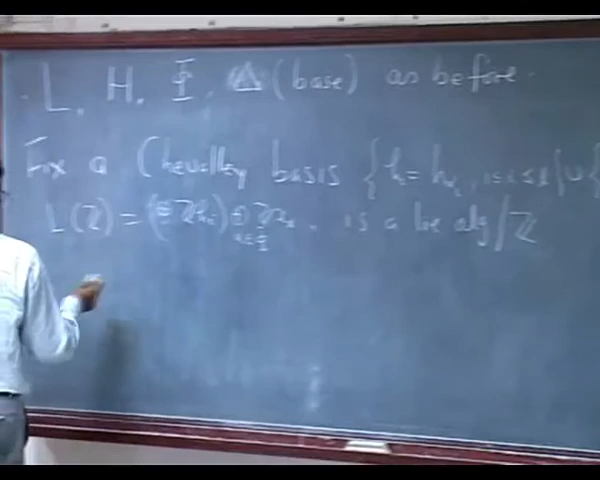 L, H, Φ, Δ (base) as before.
Fix a Chevalley basis { h_i = h_{α_i}, 1≤i≤l } ∪ {
L(ℤ) = (⊕ ℤh_i) ⊕_{α∈Φ} ℤx_α, is a lie alg / ℤ